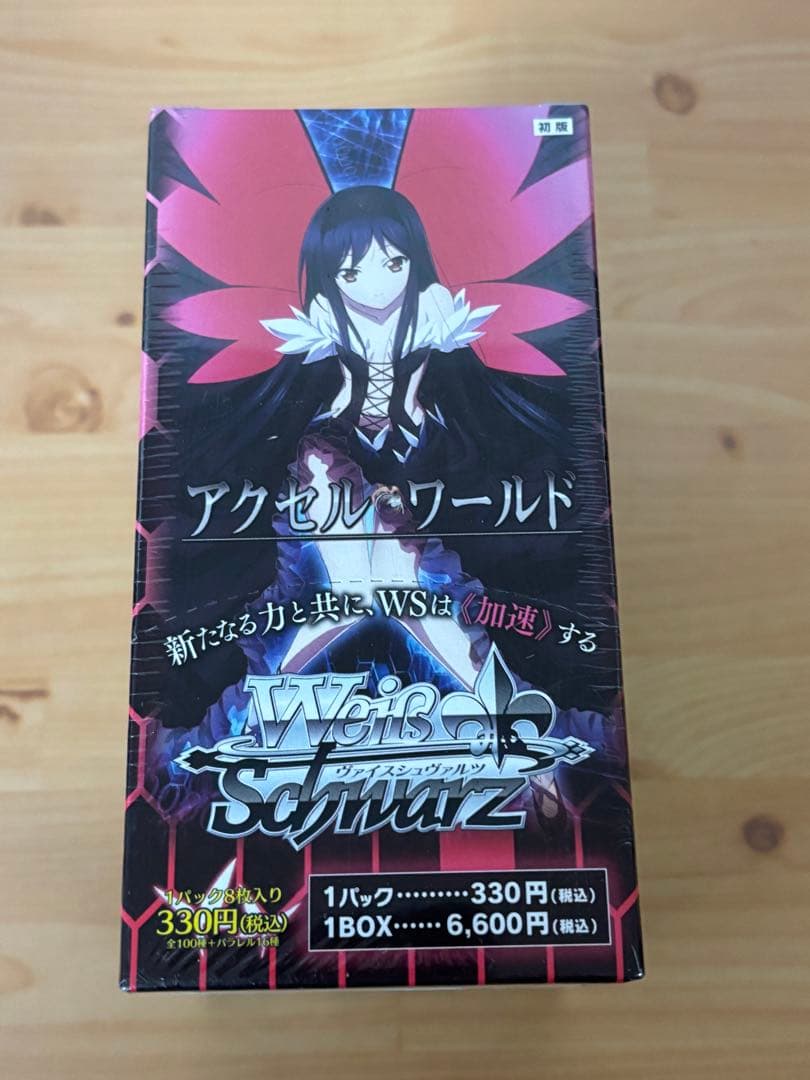 初版
アクセル・ワールド
新たなる力と共に、WSは《加速》する
Weiß
ヴァイスシュヴァルツ
Schwarz
1パック8枚入り
330円(税込)
全100種+パラレル16種
1パック………330円(税込)
1BOX……6,600円(税込)